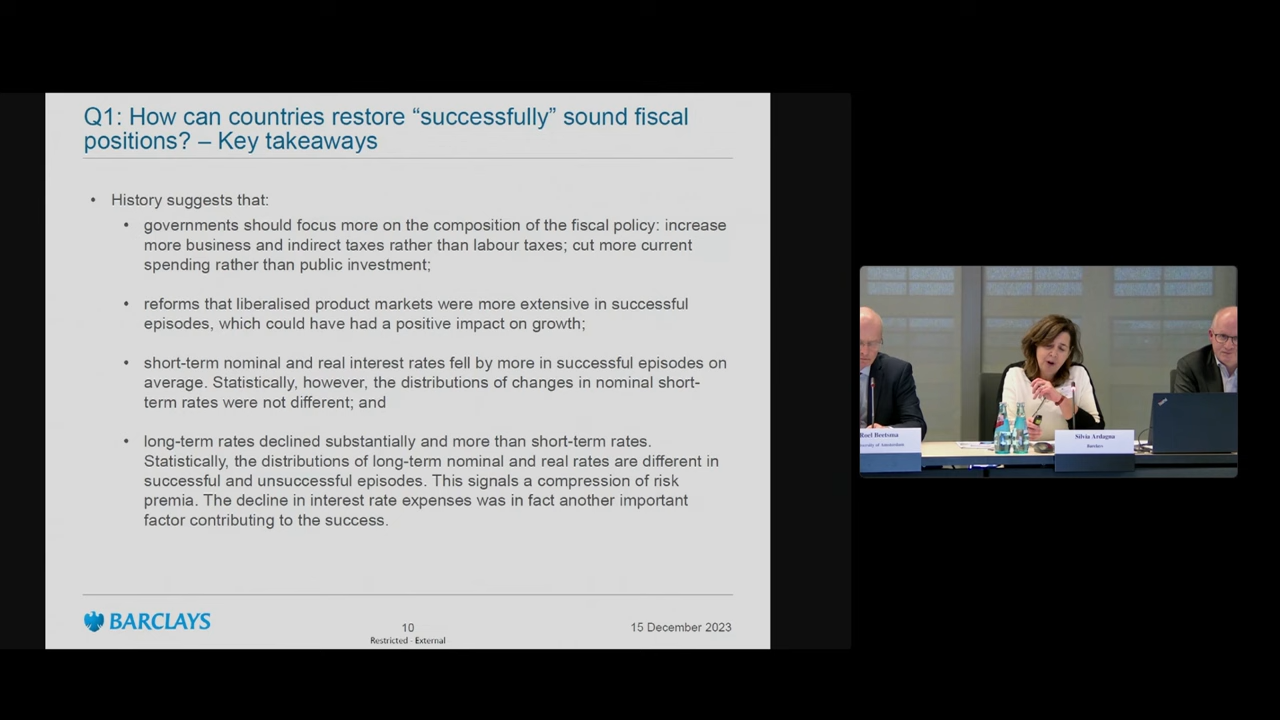 Q1: How can countries restore “successfully” sound fiscal
positions? – Key takeaways
• History suggests that:
• governments should focus more on the composition of the fiscal policy: increase
more business and indirect taxes rather than labour taxes; cut more current
spending rather than public investment;
• reforms that liberalised product markets were more extensive in successful
episodes, which could have had a positive impact on growth;
• short-term nominal and real interest rates fell by more in successful episodes on
average. Statistically, however, the distributions of changes in nominal short-
term rates were not different; and
• long-term rates declined substantially and more than short-term rates.
Statistically, the distributions of long-term nominal and real rates are different in
successful and unsuccessful episodes. This signals a compression of risk
premia. The decline in interest rate expenses was in fact another important
factor contributing to the success.
BARCLAYS
10
Restricted - External
15 December 2023
Roel Beetsma
University of Amsterdam
Silvia Ardagna
Barclays
ThinkPad